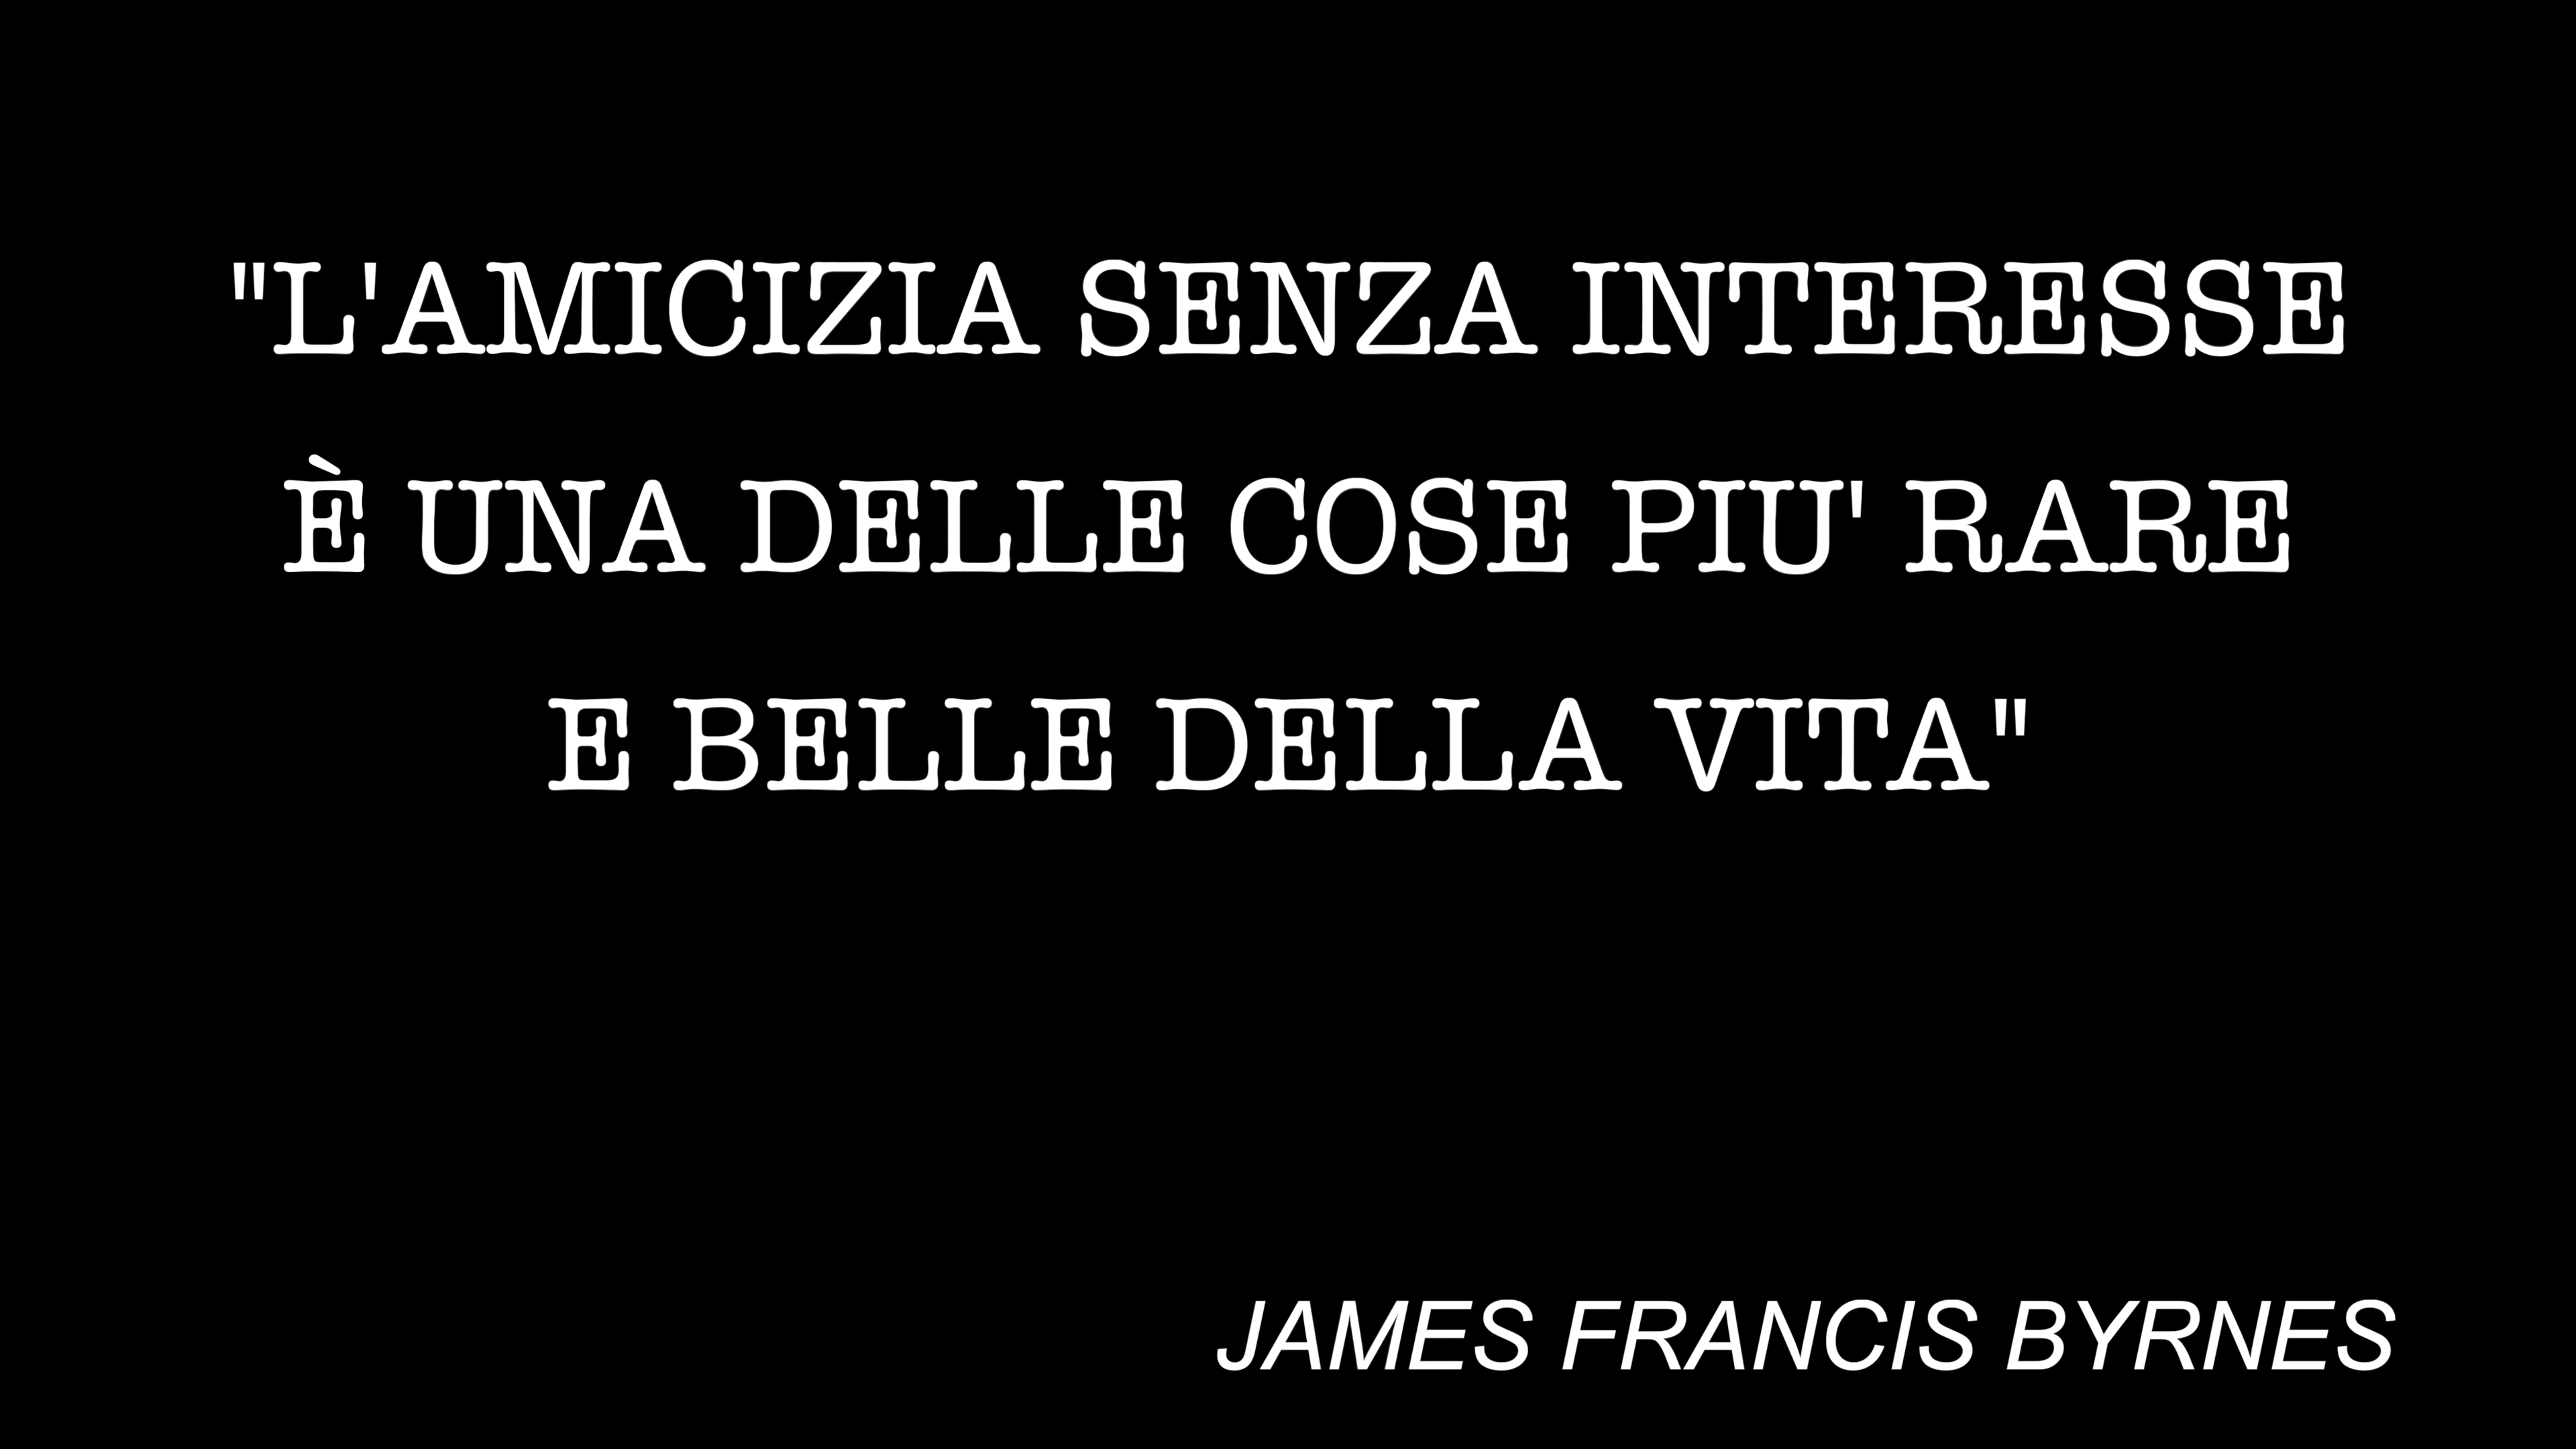 "L'AMICIZIA SENZA INTERESSE
È UNA DELLE COSE PIU' RARE
E BELLE DELLA VITA"
JAMES FRANCIS BYRNES